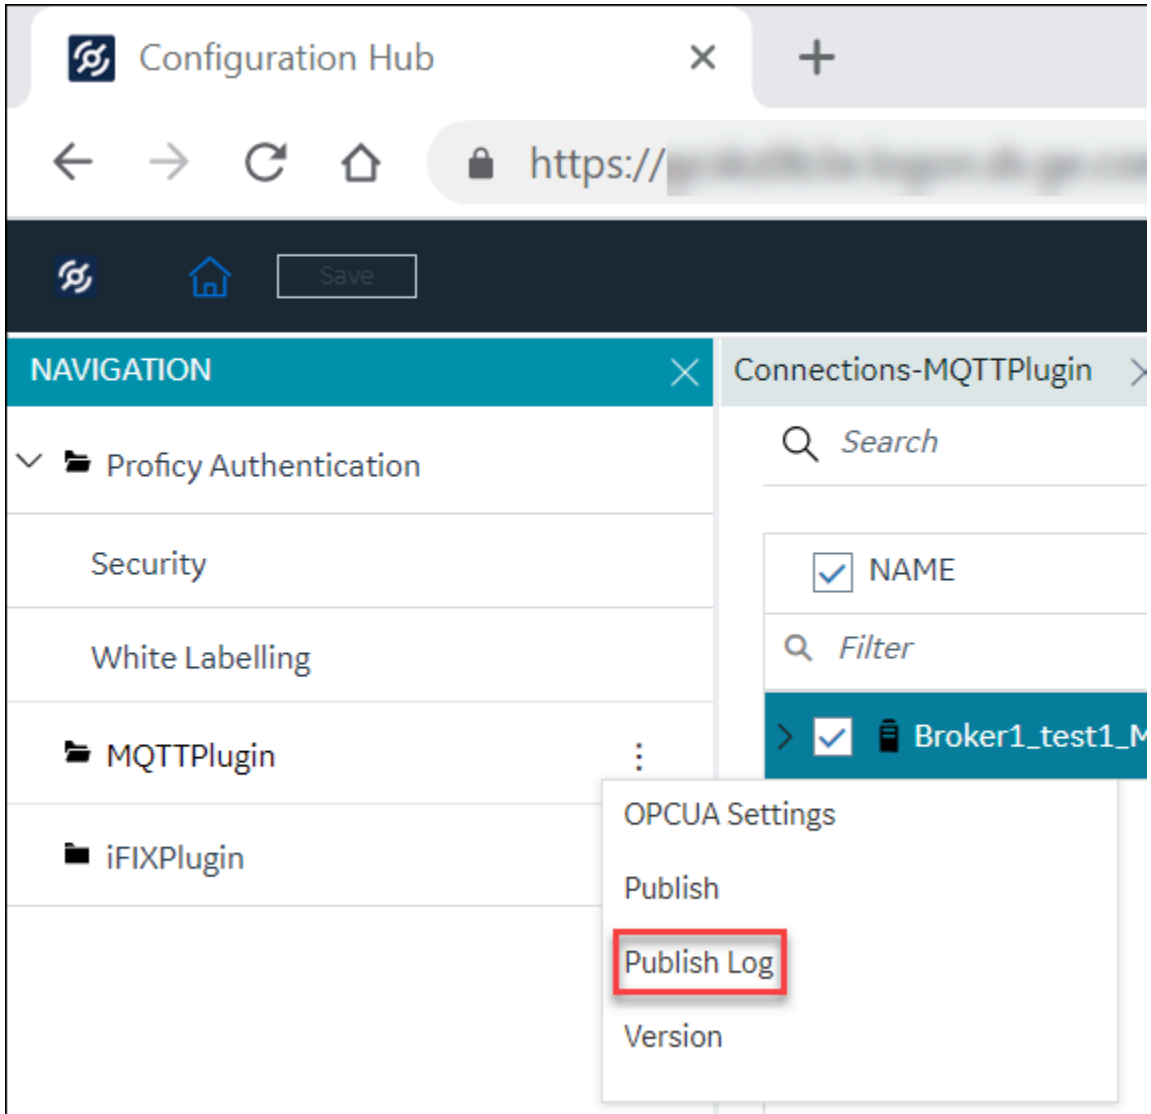 Configuration Hub
https://
Save
NAVIGATION
Connections-MQTTPlugin
Search
Proficy Authentication
Security
NAME
White Labelling
Filter
MQTTPlugin
Broker1_test1_M
OPCUA Settings
iFIXPlugin
Publish
Publish Log
Version